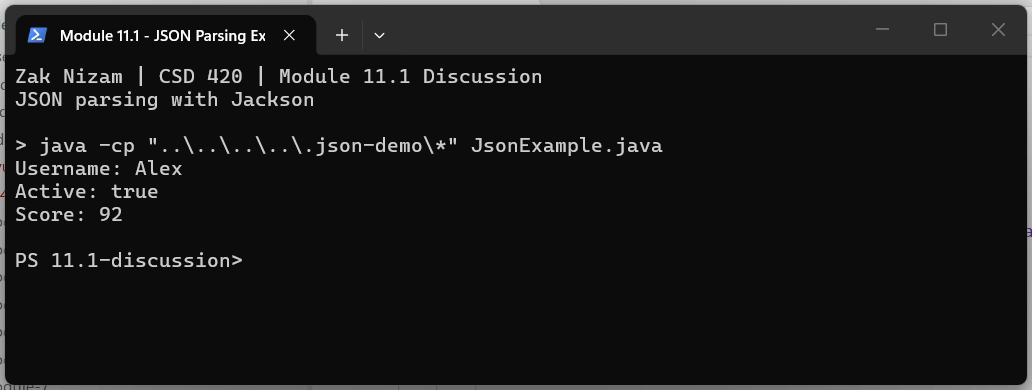 Module 11.1 - JSON Parsing Ex
Zak Nizam | CSD 420 | Module 11.1 Discussion
JSON parsing with Jackson
> java -cp "..\..\..\..\.json-demo\*" JsonExample.java
Username: Alex
Active: true
Score: 92
PS 11.1-discussion>